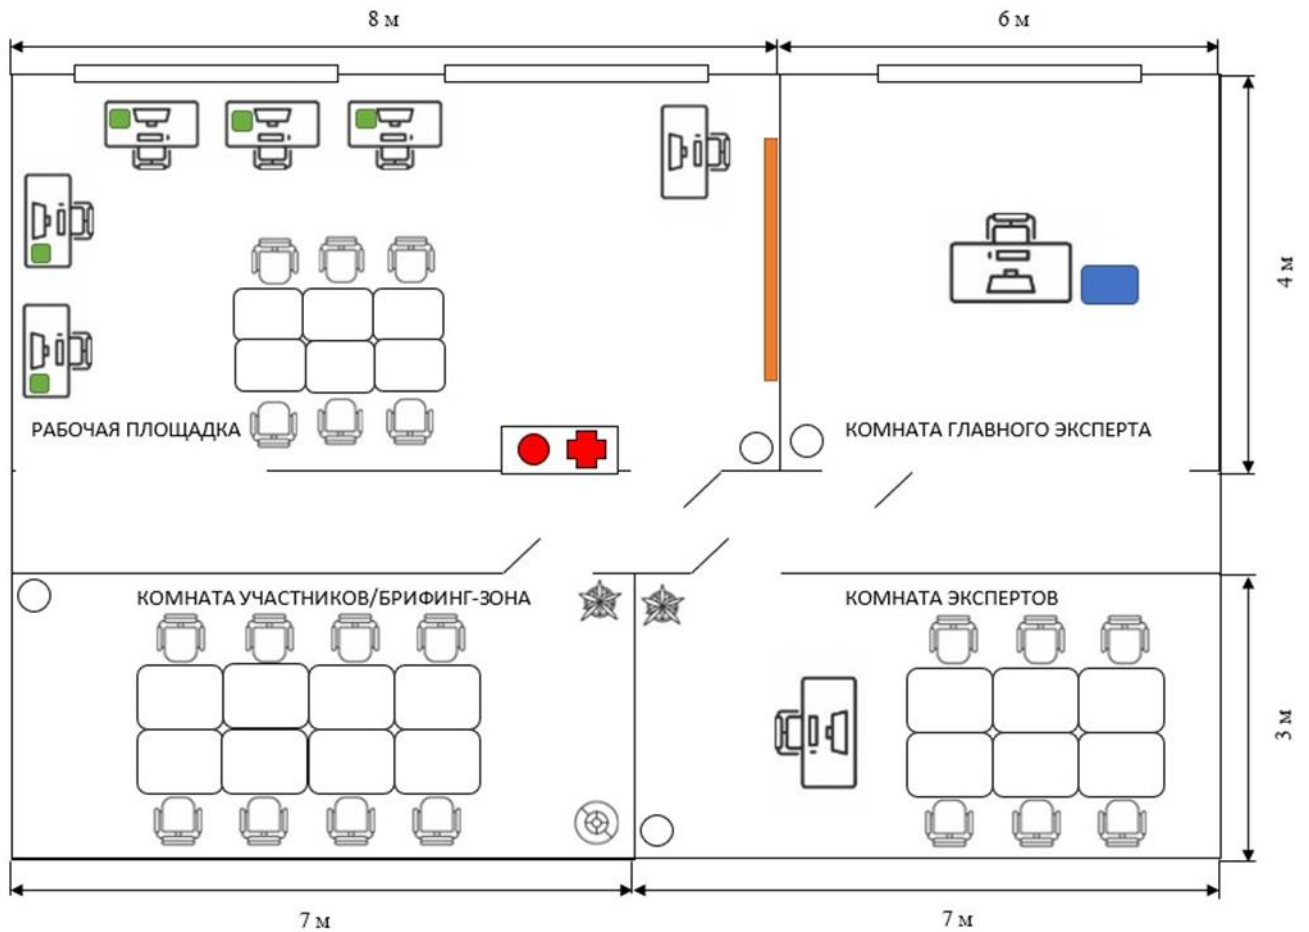 8 м
6 м
4 м
РАБОЧАЯ ПЛОЩАДКА
КОМНАТА ГЛАВНОГО ЭКСПЕРТА
КОМНАТА УЧАСТНИКОВ/БРИФИНГ-ЗОНА
КОМНАТА ЭКСПЕРТОВ
3 м
7 м
7 м